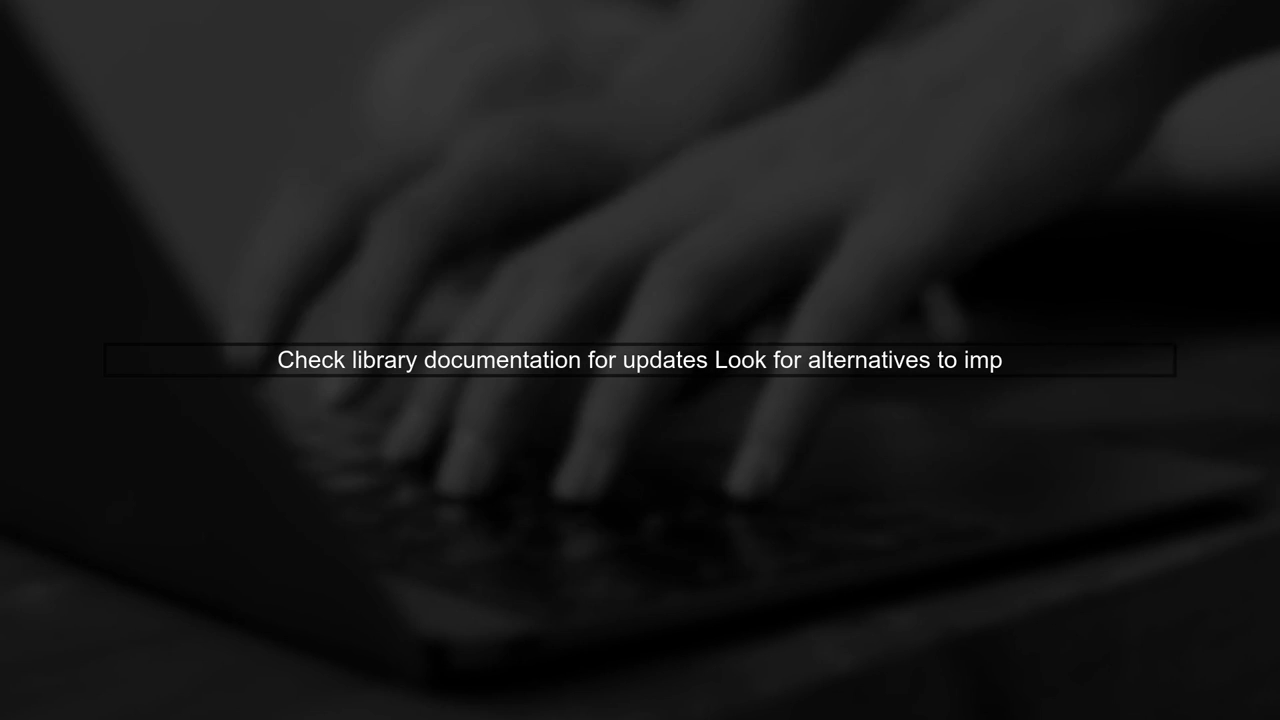 Check library documentation for updates Look for alternatives to imp